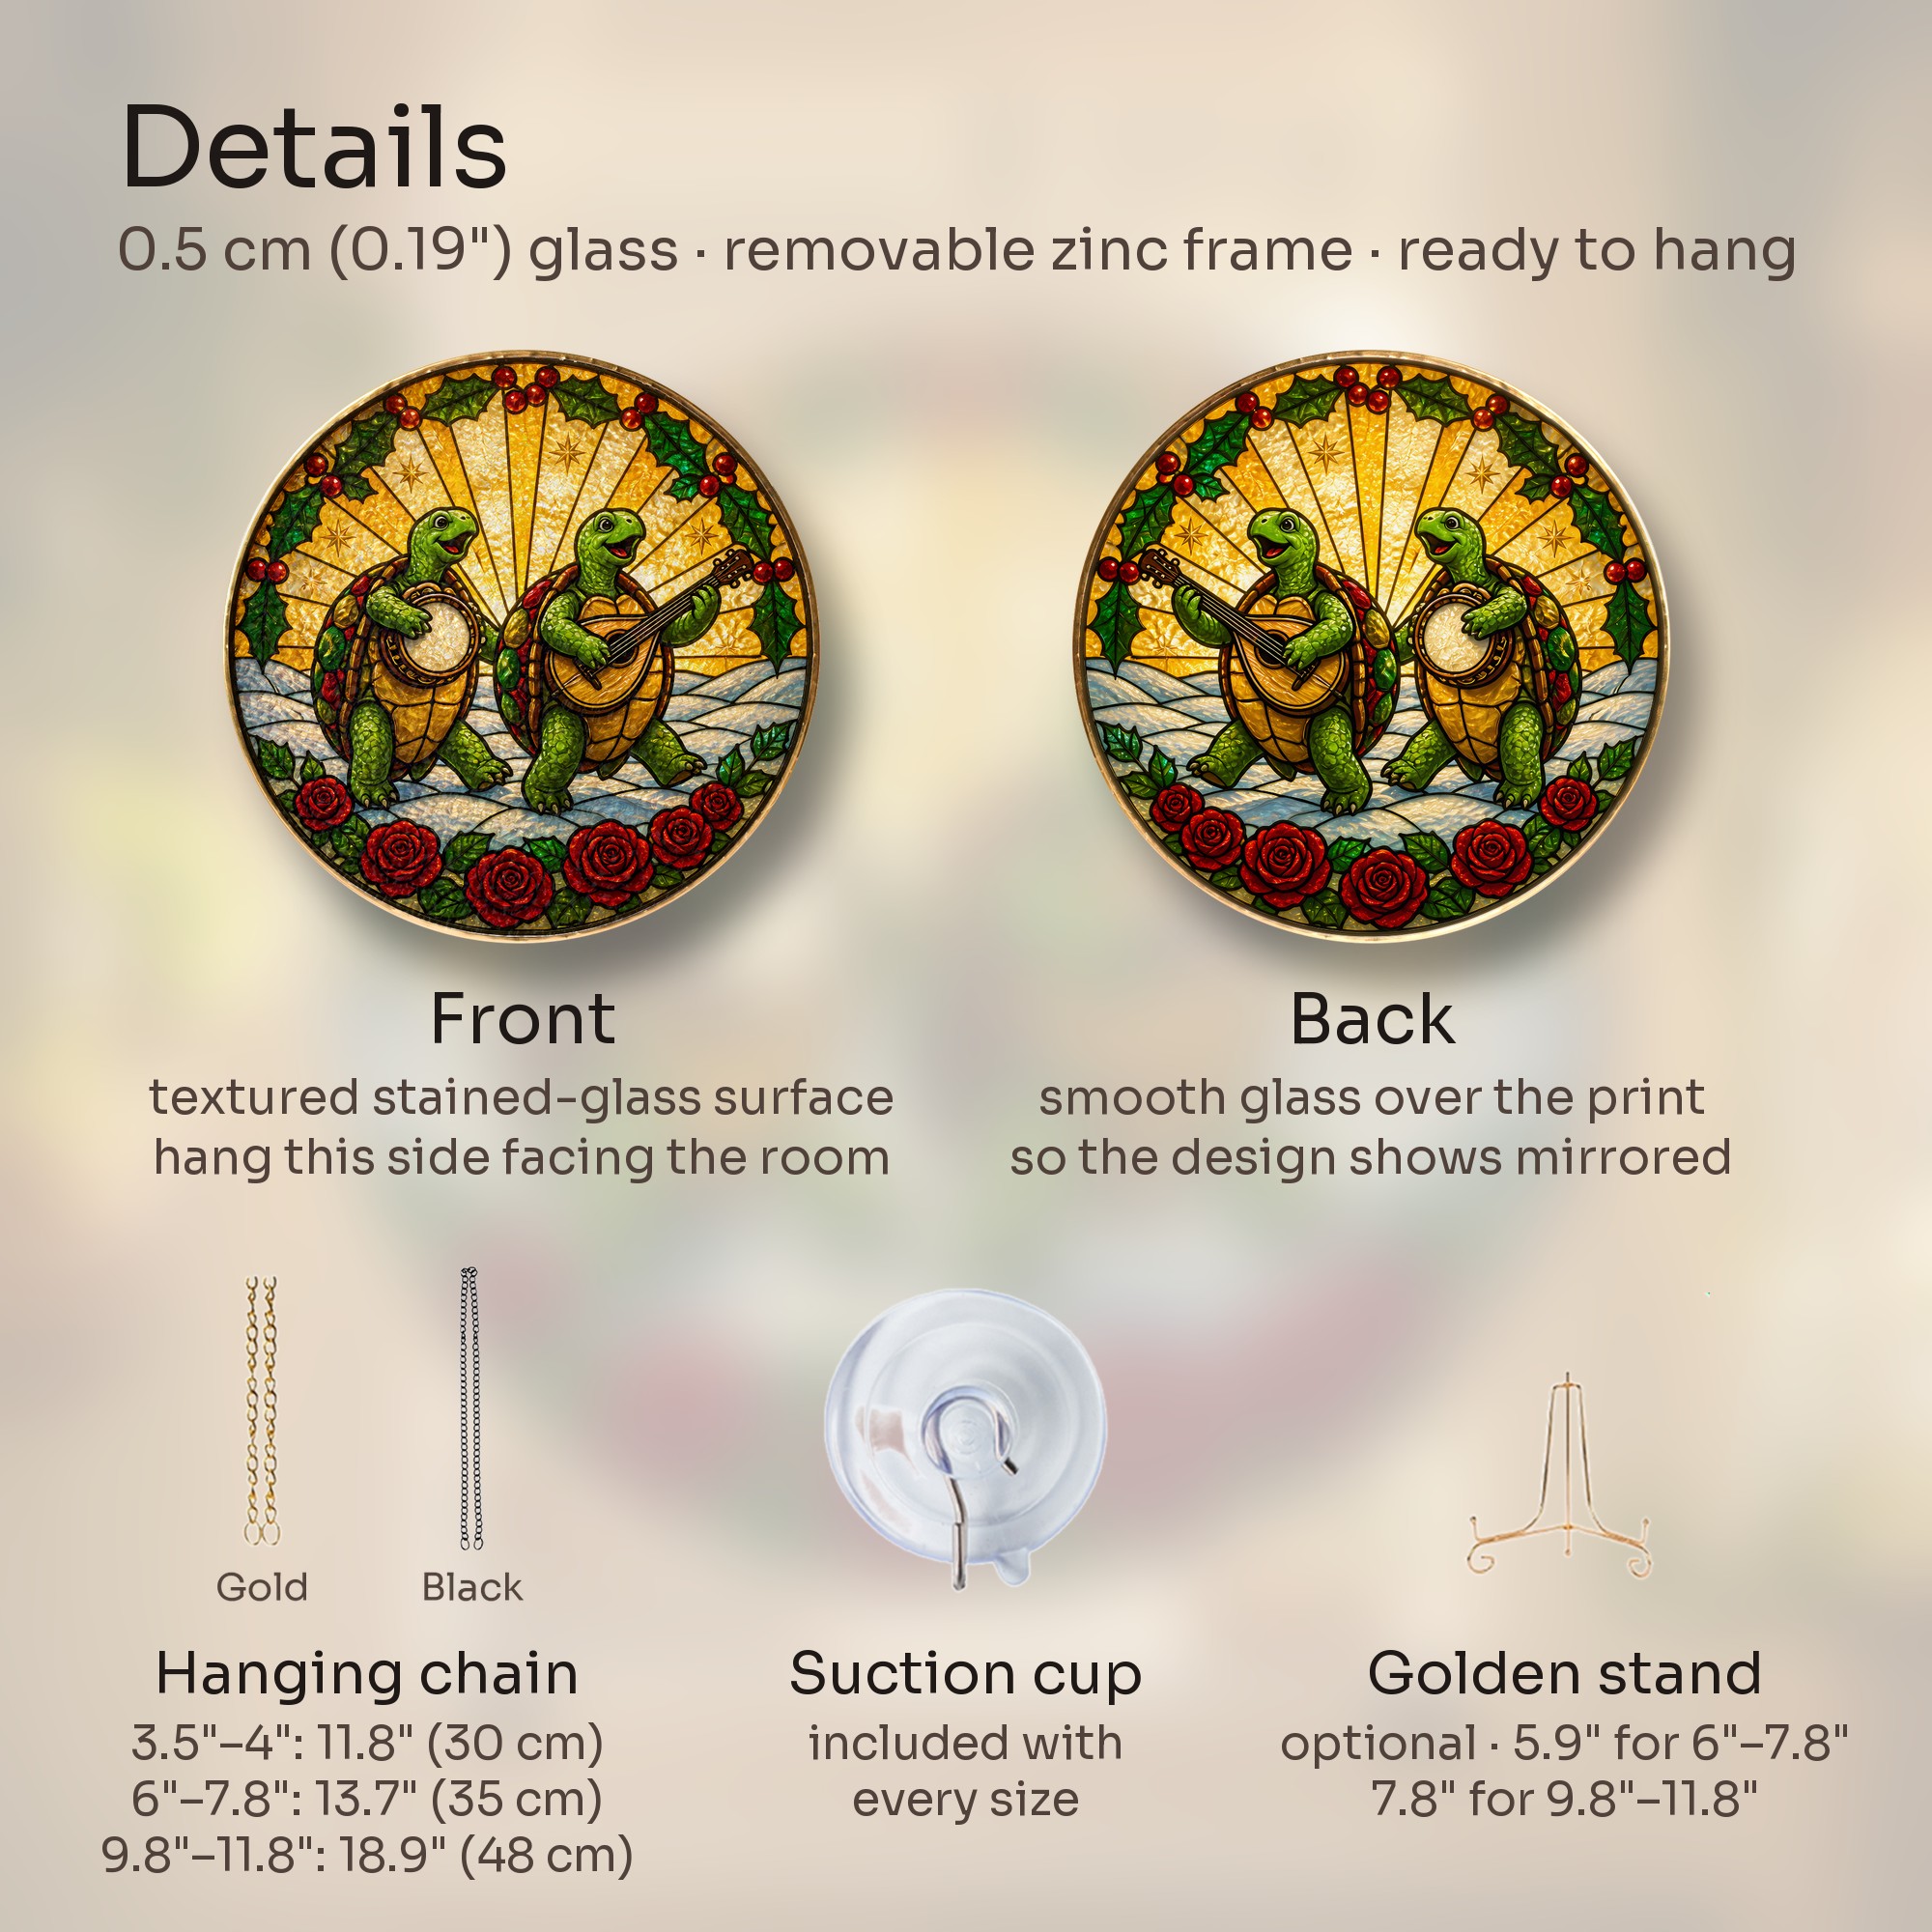 Details
0.5 cm (0.19") glass · removable zinc frame · ready to hang
Front
textured stained-glass surface
hang this side facing the room
Back
smooth glass over the print
so the design shows mirrored
Gold
Black
Hanging chain
3.5"–4": 11.8" (30 cm)
6"–7.8": 13.7" (35 cm)
9.8"–11.8": 18.9" (48 cm)
Suction cup
included with
every size
Golden stand
optional · 5.9" for 6"–7.8"
7.8" for 9.8"–11.8"